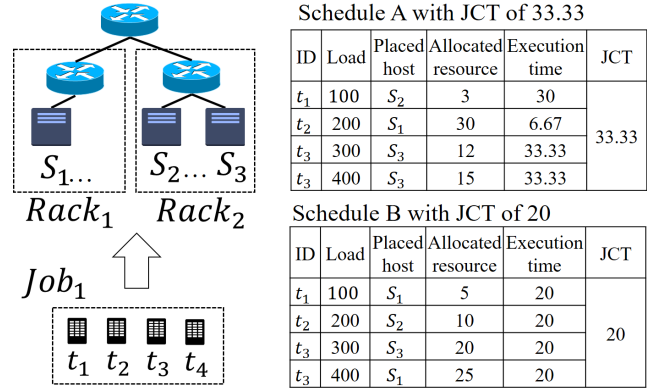 S₁... S₂... S₃
Rack₁ Rack₂
Job₁
t₁ t₂ t₃ t₄
Schedule A with JCT of 33.33
ID Load Placed host Allocated resource Execution time JCT
t₁ 100 S₂ 3 30 33.33
t₂ 200 S₁ 30 6.67
t₃ 300 S₃ 12 33.33
t₃ 400 S₃ 15 33.33
Schedule B with JCT of 20
ID Load Placed host Allocated resource Execution time JCT
t₁ 100 S₁ 5 20 20
t₂ 200 S₂ 10 20
t₃ 300 S₃ 20 20
t₃ 400 S₁ 25 20